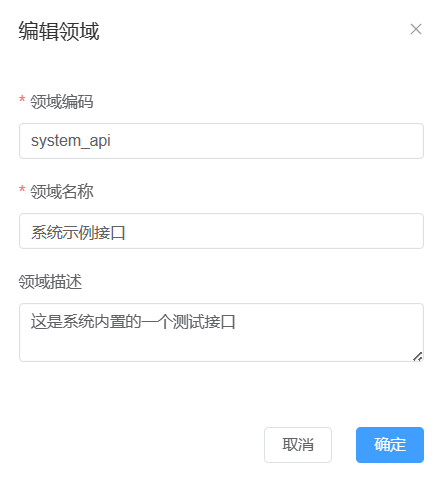 编辑领域
* 领域编码
system_api
* 领域名称
系统示例接口
领域描述
这是系统内置的一个测试接口
取消 确定